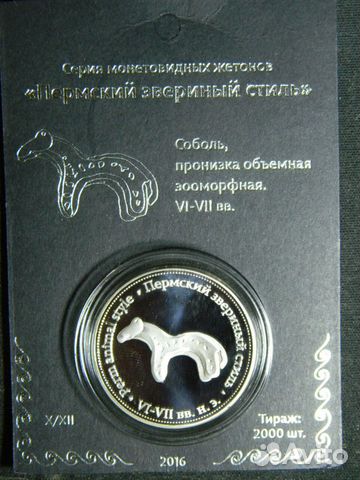 Серия монетовидных жетонов
«Пермский звериный стиль»
Соболь,
пронизка объемная
зооморфная.
VI-VII вв.
Perm animal style • Пермский звериный стиль •
VI-VII вв. н. э.
X/XII
Тираж:
2000 шт.
2016
Avito